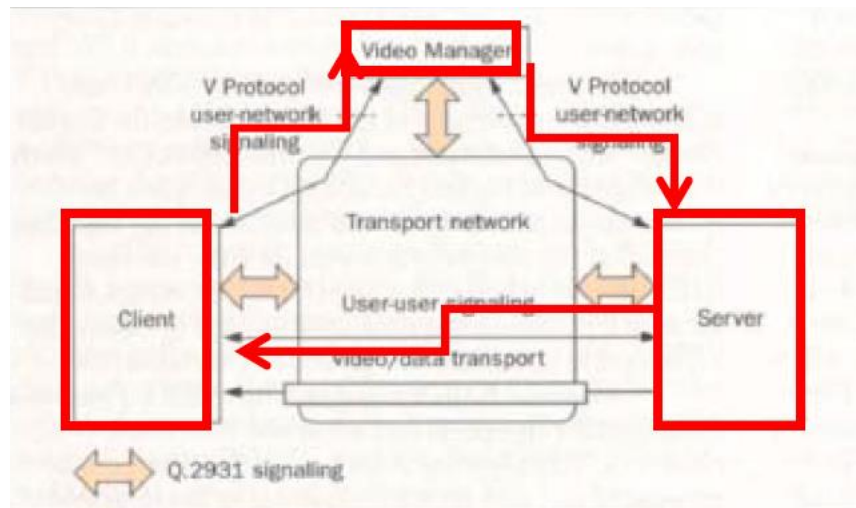 Video Manager
V Protocol
user-network
signaling
V Protocol
user-network
signaling
Transport network
Client
User-user signaling
Server
Video/data transport
Q.2931 signalling